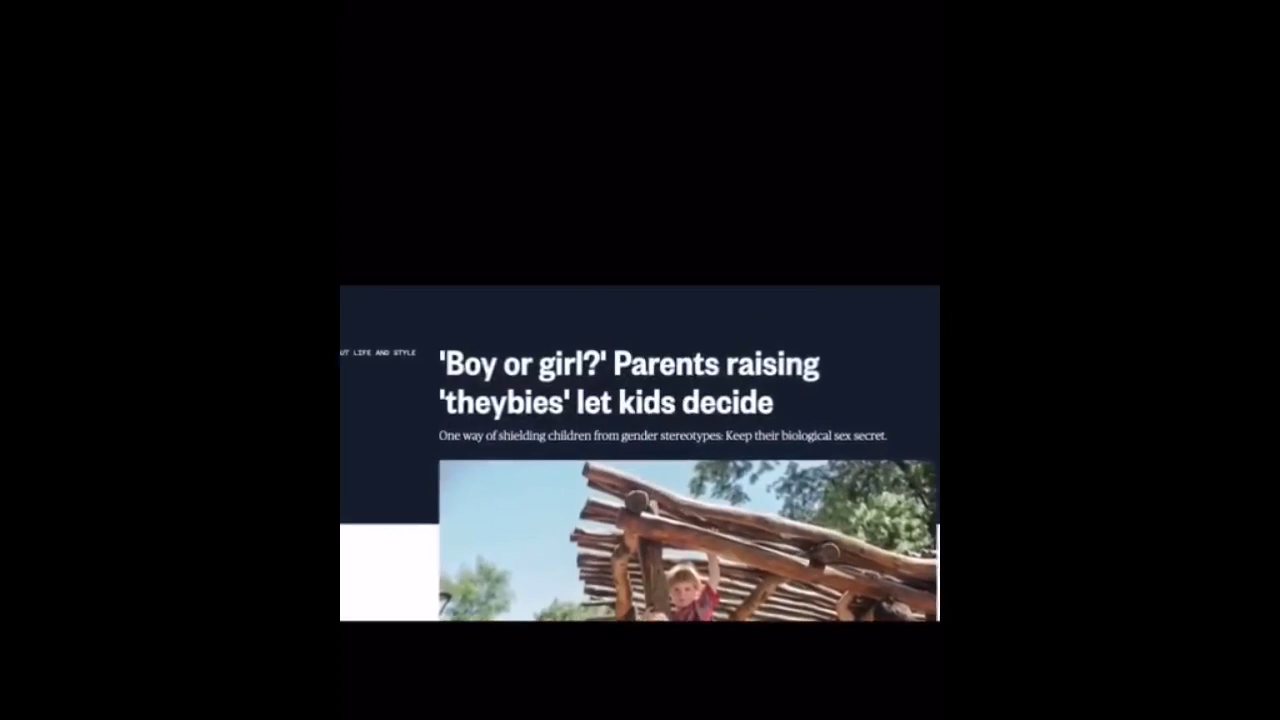 UT LIFE AND STYLE
'Boy or girl?' Parents raising
'theybies' let kids decide
One way of shielding children from gender stereotypes: Keep their biological sex secret.